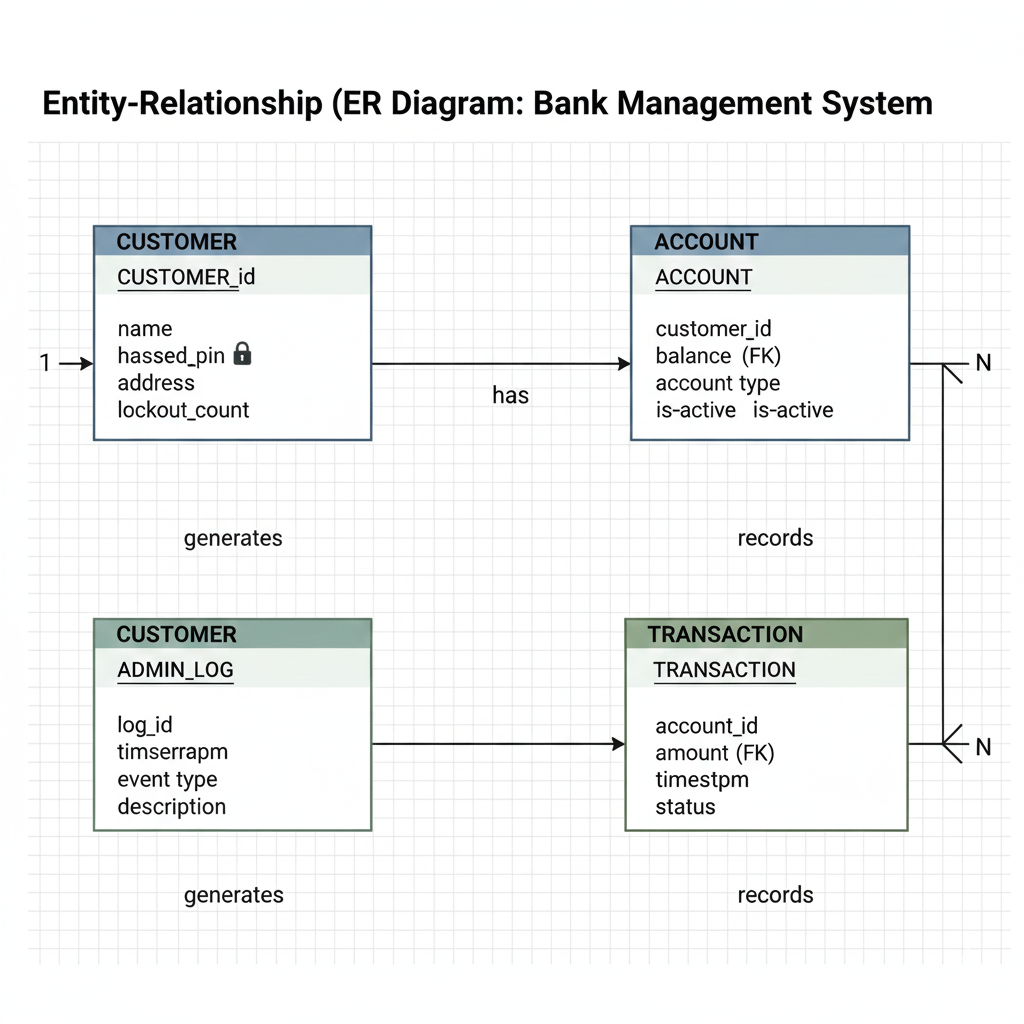 Entity-Relationship (ER Diagram: Bank Management System
CUSTOMER
CUSTOMER_id
name
hassed_pin
address
lockout_count
1
has
ACCOUNT
ACCOUNT
customer_id
balance (FK)
account type
is-active is-active
N
generates
records
CUSTOMER
ADMIN_LOG
log_id
timserrapm
event type
description
TRANSACTION
TRANSACTION
account_id
amount (FK)
timestpm
status
N
generates
records